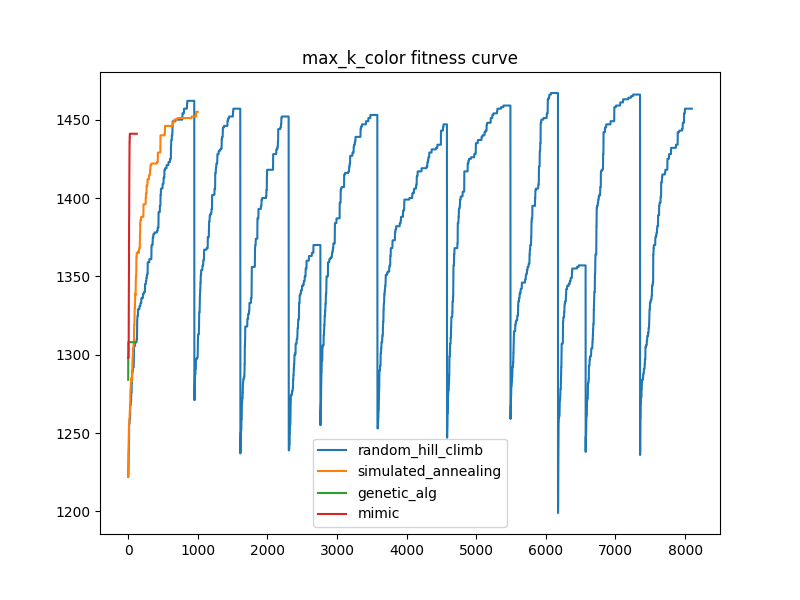 max_k_color fitness curve
1450
1400
1350
1300
1250
1200
random_hill_climb
simulated_annealing
genetic_alg
mimic
0 1000 2000 3000 4000 5000 6000 7000 8000